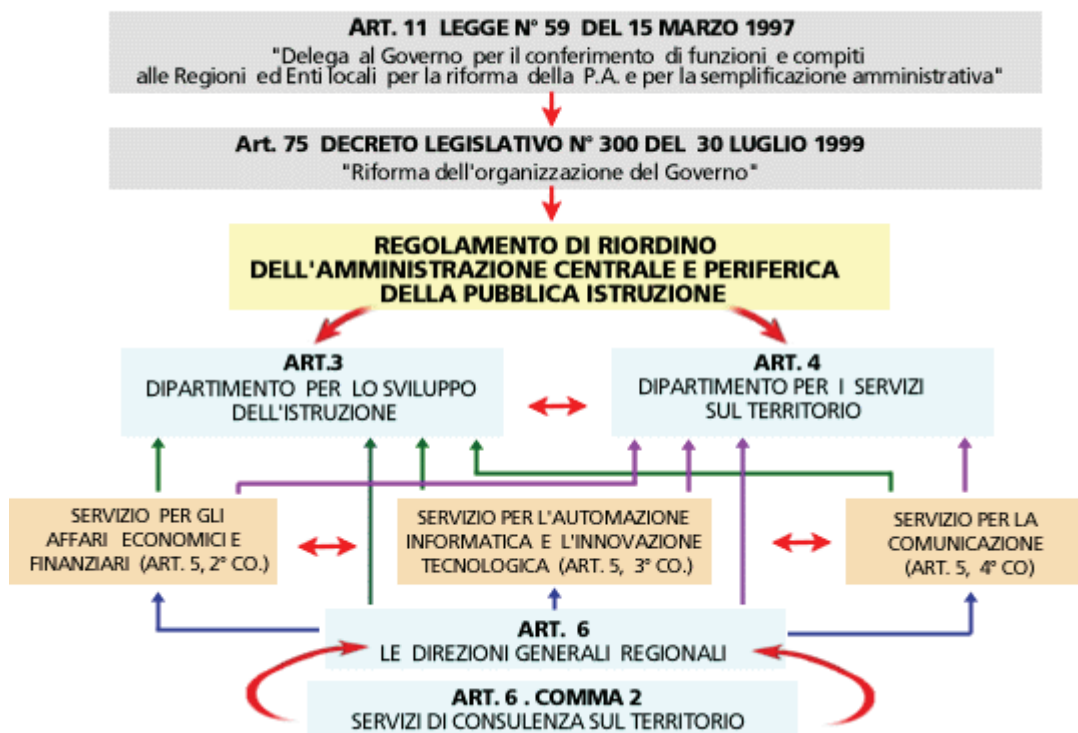 ART. 11 LEGGE N° 59 DEL 15 MARZO 1997
"Delega al Governo per il conferimento di funzioni e compiti
alle Regioni ed Enti locali per la riforma della P.A. e per la semplificazione amministrativa"
Art. 75 DECRETO LEGISLATIVO N° 300 DEL 30 LUGLIO 1999
"Riforma dell'organizzazione del Governo"
REGOLAMENTO DI RIORDINO
DELL'AMMINISTRAZIONE CENTRALE E PERIFERICA
DELLA PUBBLICA ISTRUZIONE
ART.3
DIPARTIMENTO PER LO SVILUPPO
DELL'ISTRUZIONE
ART. 4
DIPARTIMENTO PER I SERVIZI
SUL TERRITORIO
SERVIZIO PER GLI
AFFARI ECONOMICI E
FINANZIARI (ART. 5, 2° CO.)
SERVIZIO PER L'AUTOMAZIONE
INFORMATICA E L'INNOVAZIONE
TECNOLOGICA (ART. 5, 3° CO.)
SERVIZIO PER LA
COMUNICAZIONE
(ART. 5, 4° CO)
ART. 6
LE DIREZIONI GENERALI REGIONALI
ART. 6 . COMMA 2
SERVIZI DI CONSULENZA SUL TERRITORIO